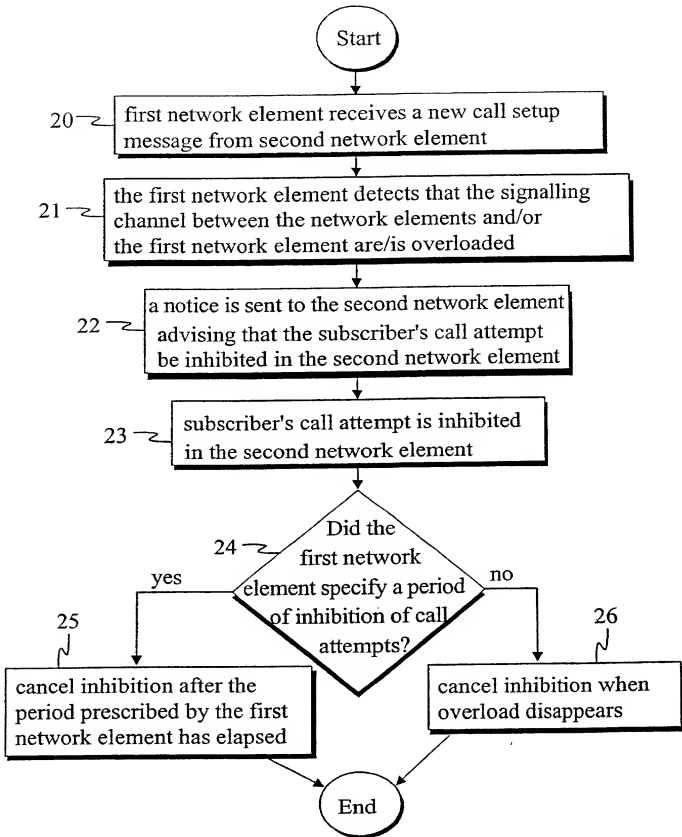 Start
20
first network element receives a new call setup
message from second network element
21
the first network element detects that the signalling
channel between the network elements and/or
the first network element are/is overloaded
22
a notice is sent to the second network element
advising that the subscriber's call attempt
be inhibited in the second network element
23
subscriber's call attempt is inhibited
in the second network element
24
Did the
first network
element specify a period
of inhibition of call
attempts?
yes
no
25
cancel inhibition after the
period prescribed by the first
network element has elapsed
26
cancel inhibition when
overload disappears
End